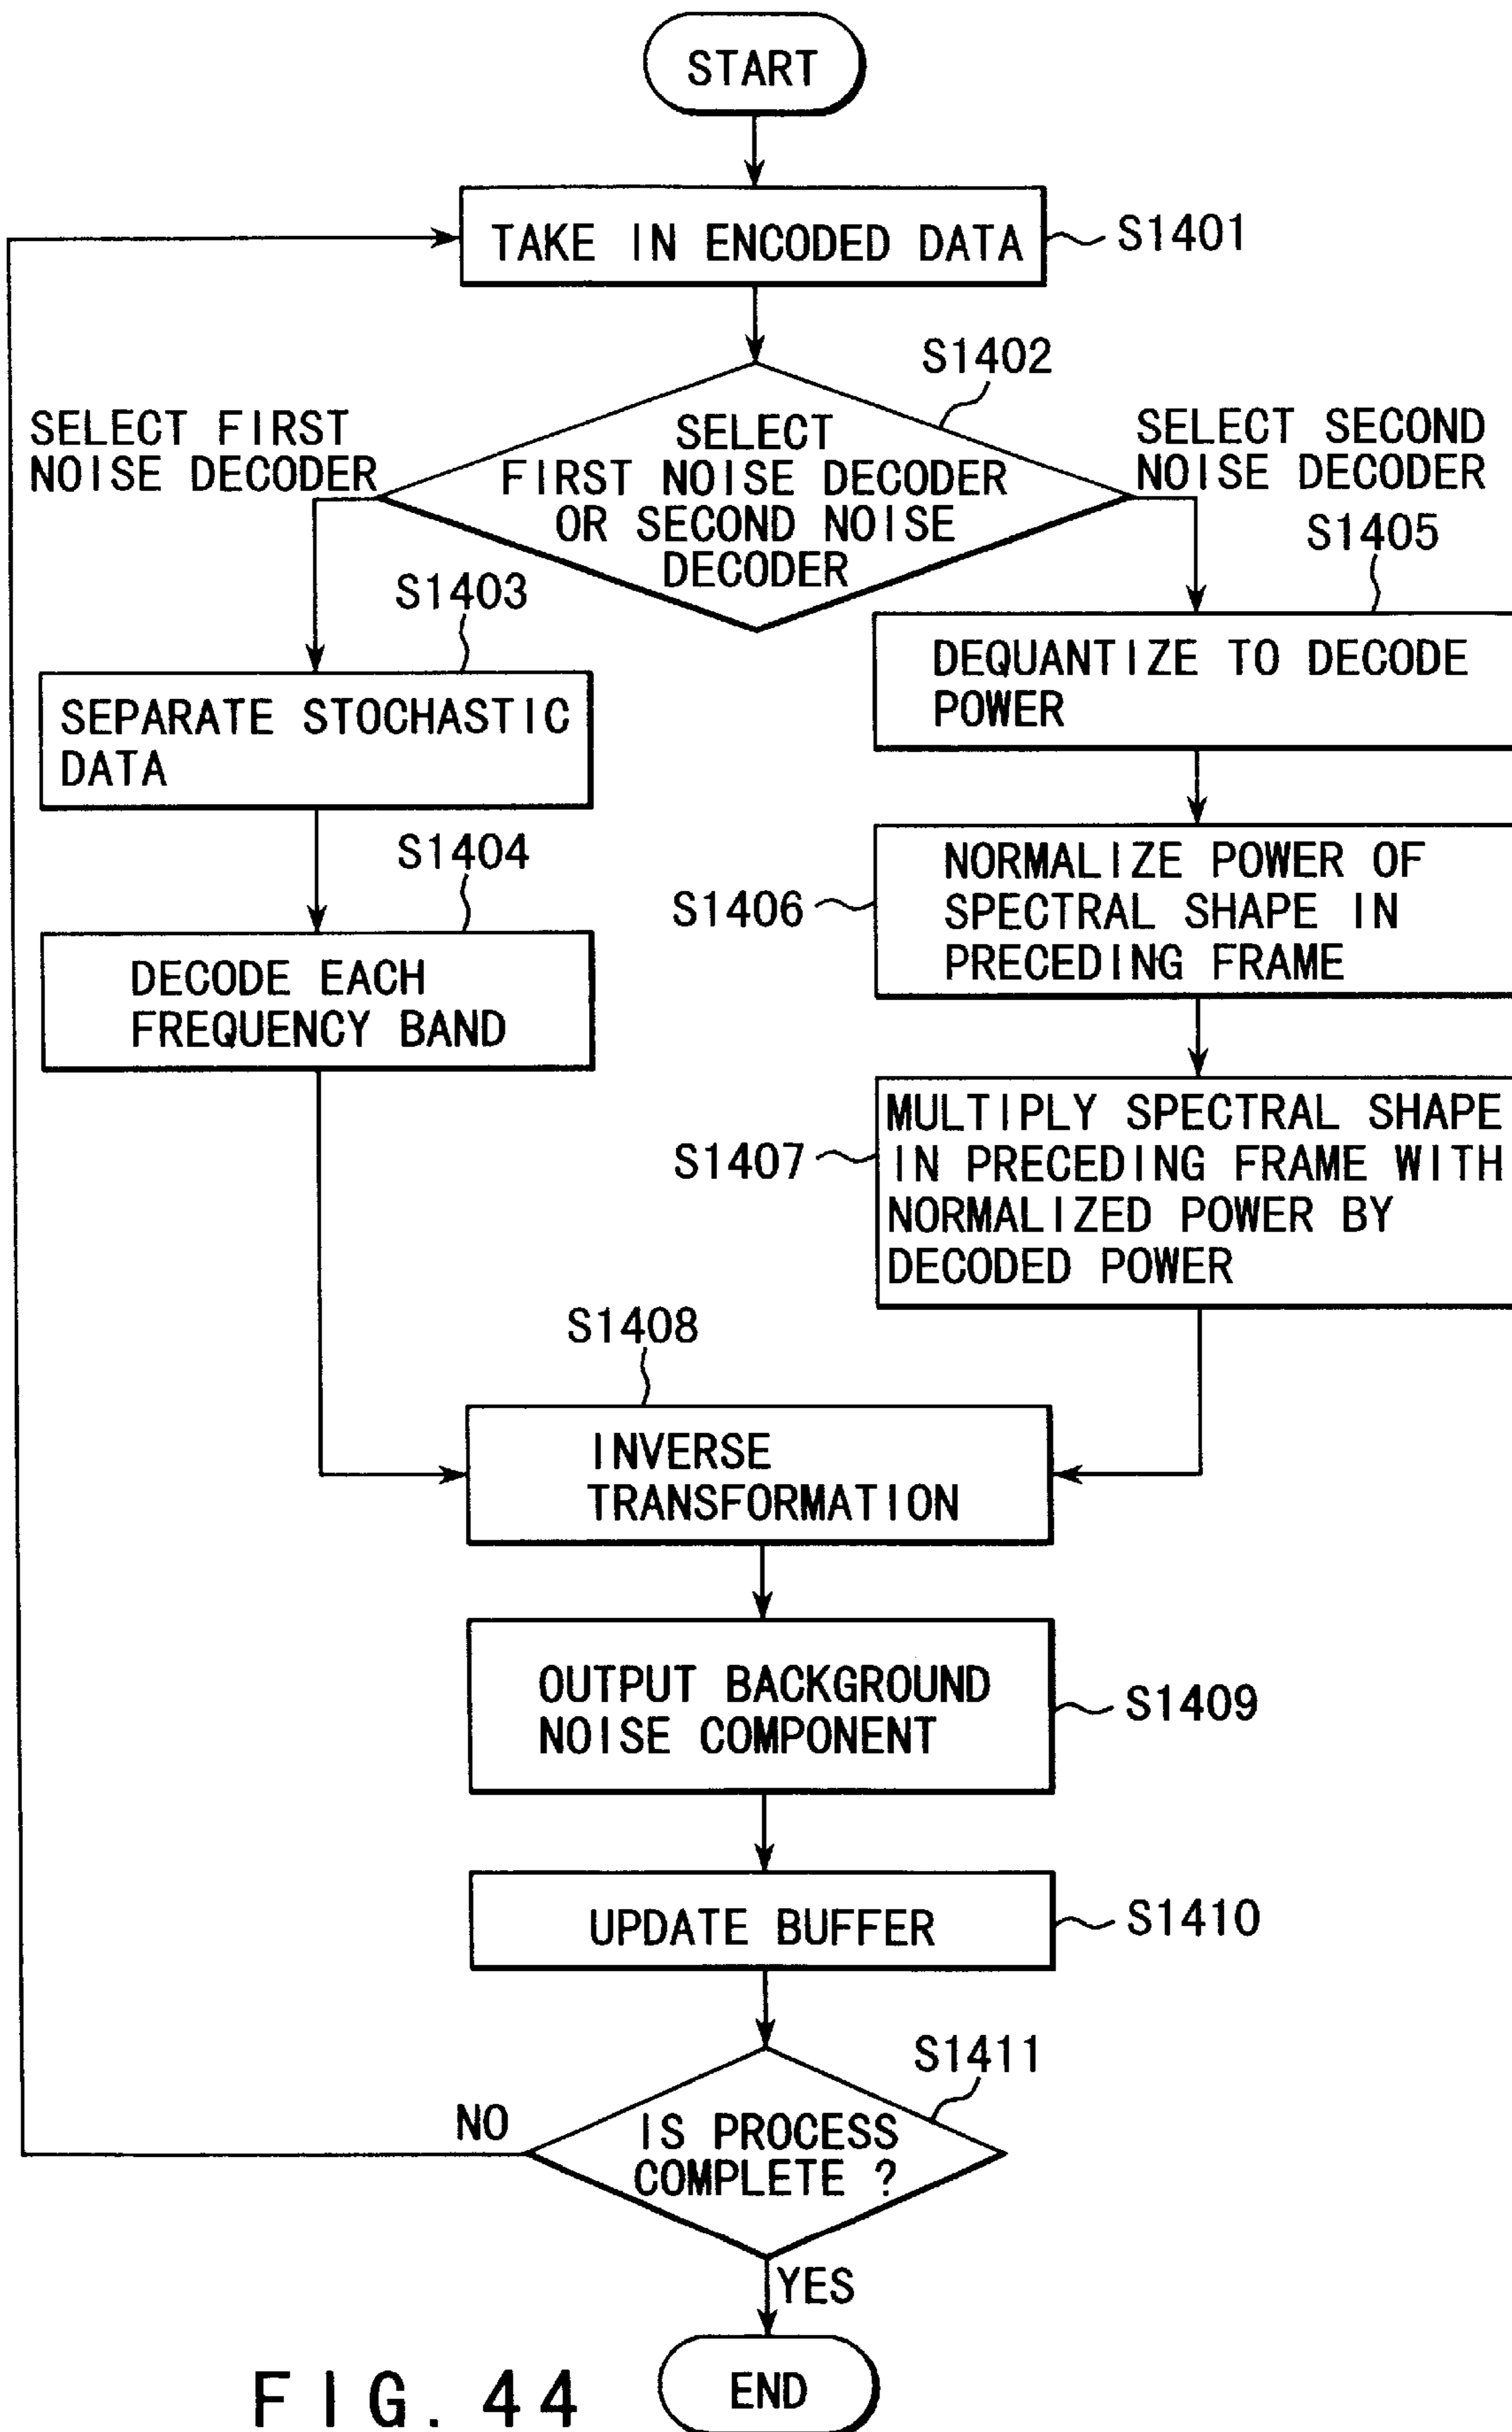 START
TAKE IN ENCODED DATA
S1401
S1402
SELECT FIRST
NOISE DECODER
SELECT
FIRST NOISE DECODER
OR SECOND NOISE
DECODER
SELECT SECOND
NOISE DECODER
S1403
SEPARATE STOCHASTIC
DATA
S1404
DECODE EACH
FREQUENCY BAND
S1405
DEQUANTIZE TO DECODE
POWER
S1406
NORMALIZE POWER OF
SPECTRAL SHAPE IN
PRECEDING FRAME
S1407
MULTIPLY SPECTRAL SHAPE
IN PRECEDING FRAME WITH
NORMALIZED POWER BY
DECODED POWER
S1408
INVERSE
TRANSFORMATION
OUTPUT BACKGROUND
NOISE COMPONENT
S1409
UPDATE BUFFER
S1410
S1411
NO
IS PROCESS
COMPLETE ?
YES
END
FIG. 44